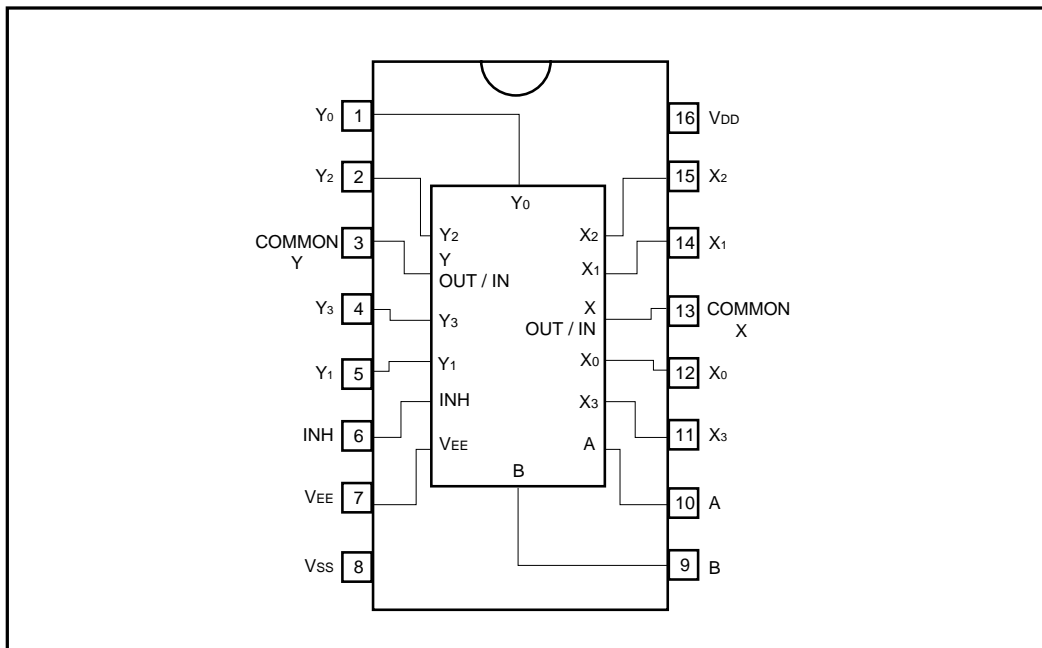 Y0 1
Y2 2
COMMON Y 3
Y3 4
Y1 5
INH 6
VEE 7
VSS 8
Y0
Y2
Y
OUT / IN
Y3
Y1
INH
VEE
B
X2
X1
X
OUT / IN
X0
X3
A
16 VDD
15 X2
14 X1
13 COMMON X
12 X0
11 X3
10 A
9 B